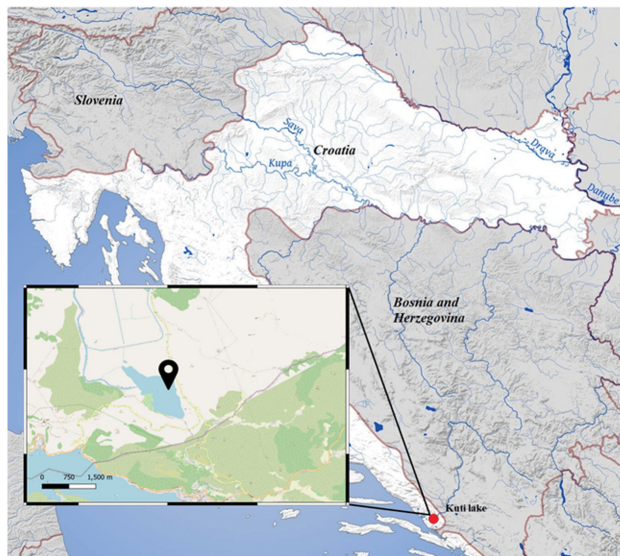 Slovenia
Sava
Croatia
Kupa
Drava
Danube
Bosnia and
Herzegovina
0 750 1,500 m
Kuti lake